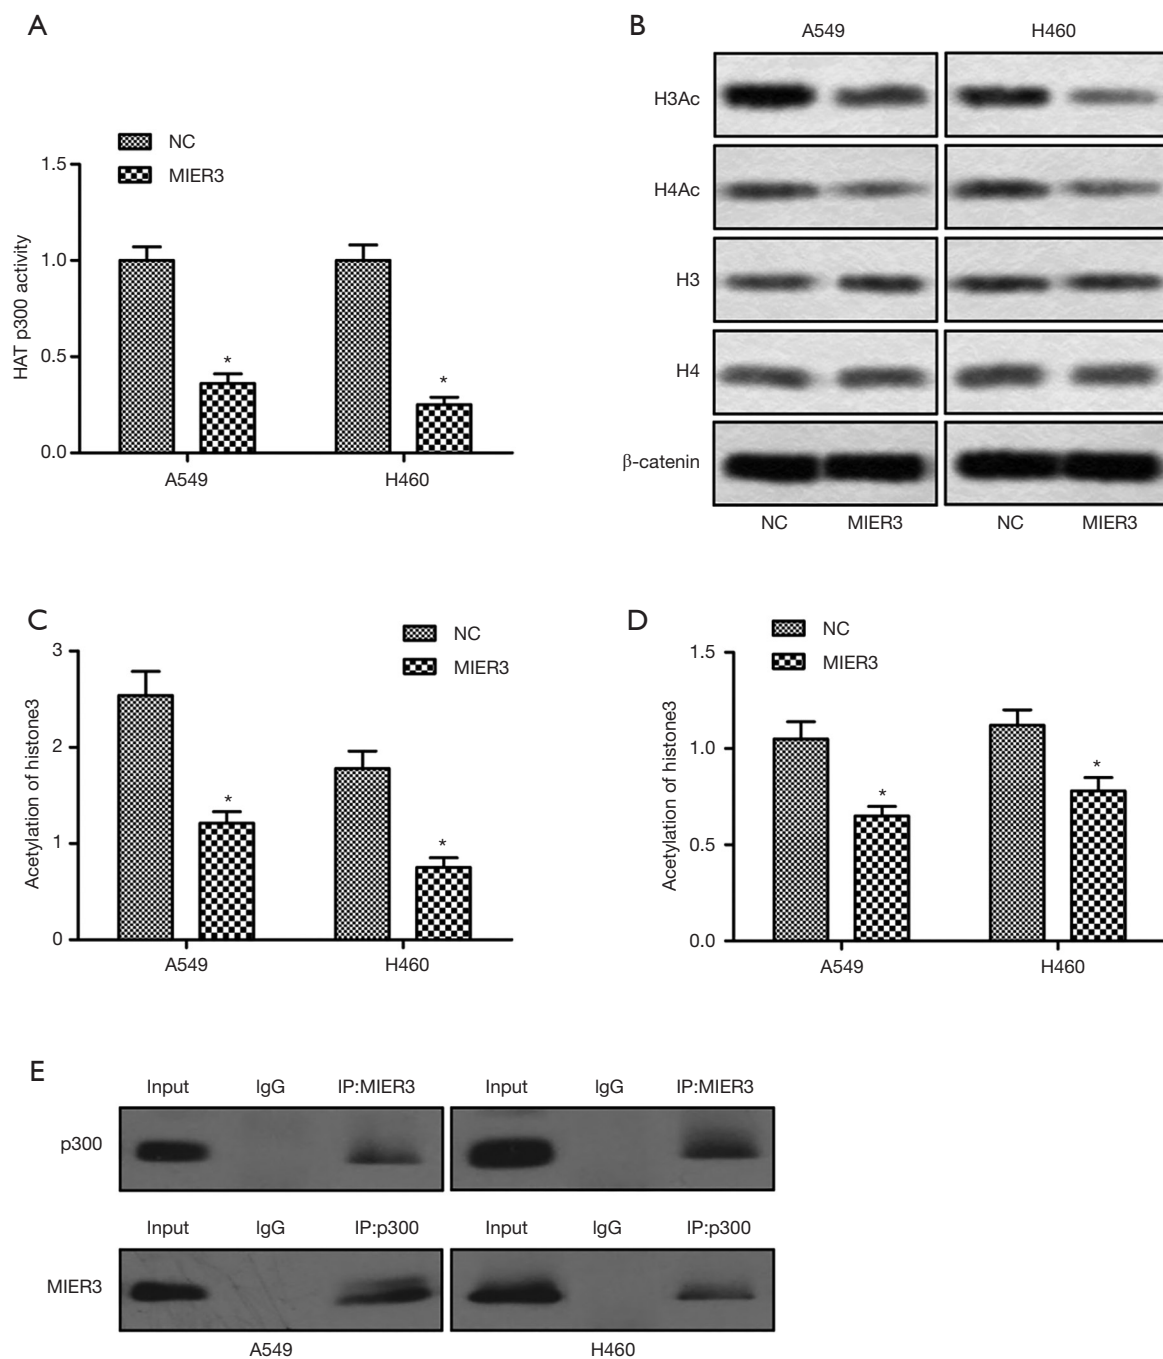 A
NC
MIER3
HAT p300 activity
1.5
1.0
0.5
0.0
*
*
A549
H460
B
A549
H460
H3Ac
H4Ac
H3
H4
β-catenin
NC
MIER3
NC
MIER3
C
NC
MIER3
Acetylation of histone3
3
2
1
0
*
*
A549
H460
D
NC
MIER3
Acetylation of histone3
1.5
1.0
0.5
0.0
*
*
A549
H460
E
Input IgG IP:MIER3 Input IgG IP:MIER3
p300
Input IgG IP:p300 Input IgG IP:p300
MIER3
A549 H460